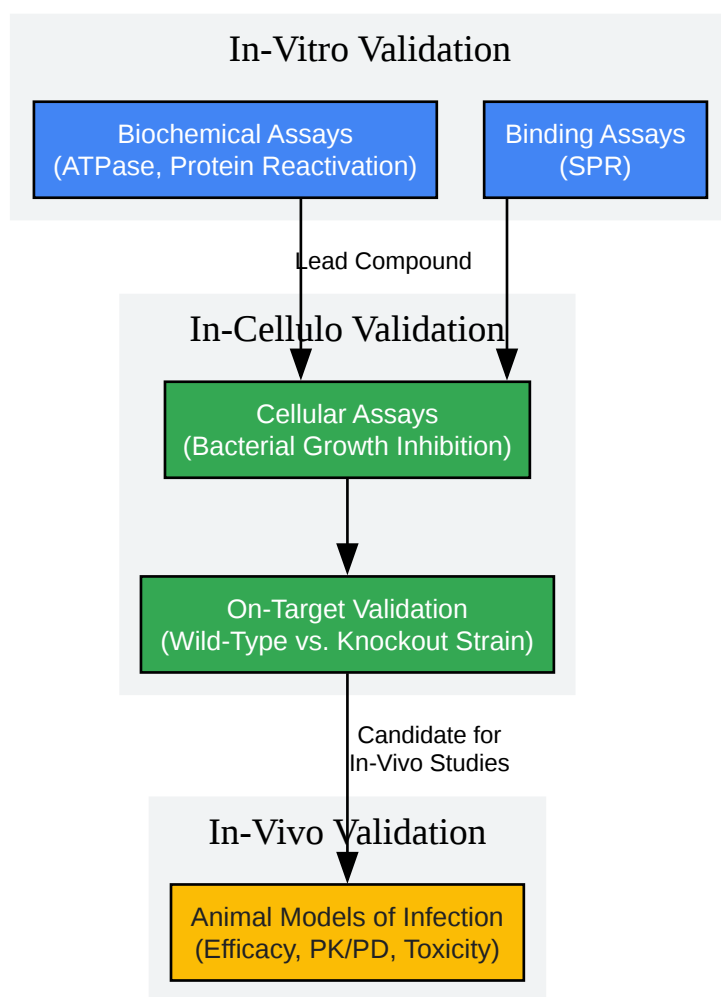 In-Vitro Validation
Biochemical Assays
(ATPase, Protein Reactivation)
Binding Assays
(SPR)
Lead Compound
In-Cellulo Validation
Cellular Assays
(Bacterial Growth Inhibition)
On-Target Validation
(Wild-Type vs. Knockout Strain)
Candidate for
In-Vivo Studies
In-Vivo Validation
Animal Models of Infection
(Efficacy, PK/PD, Toxicity)